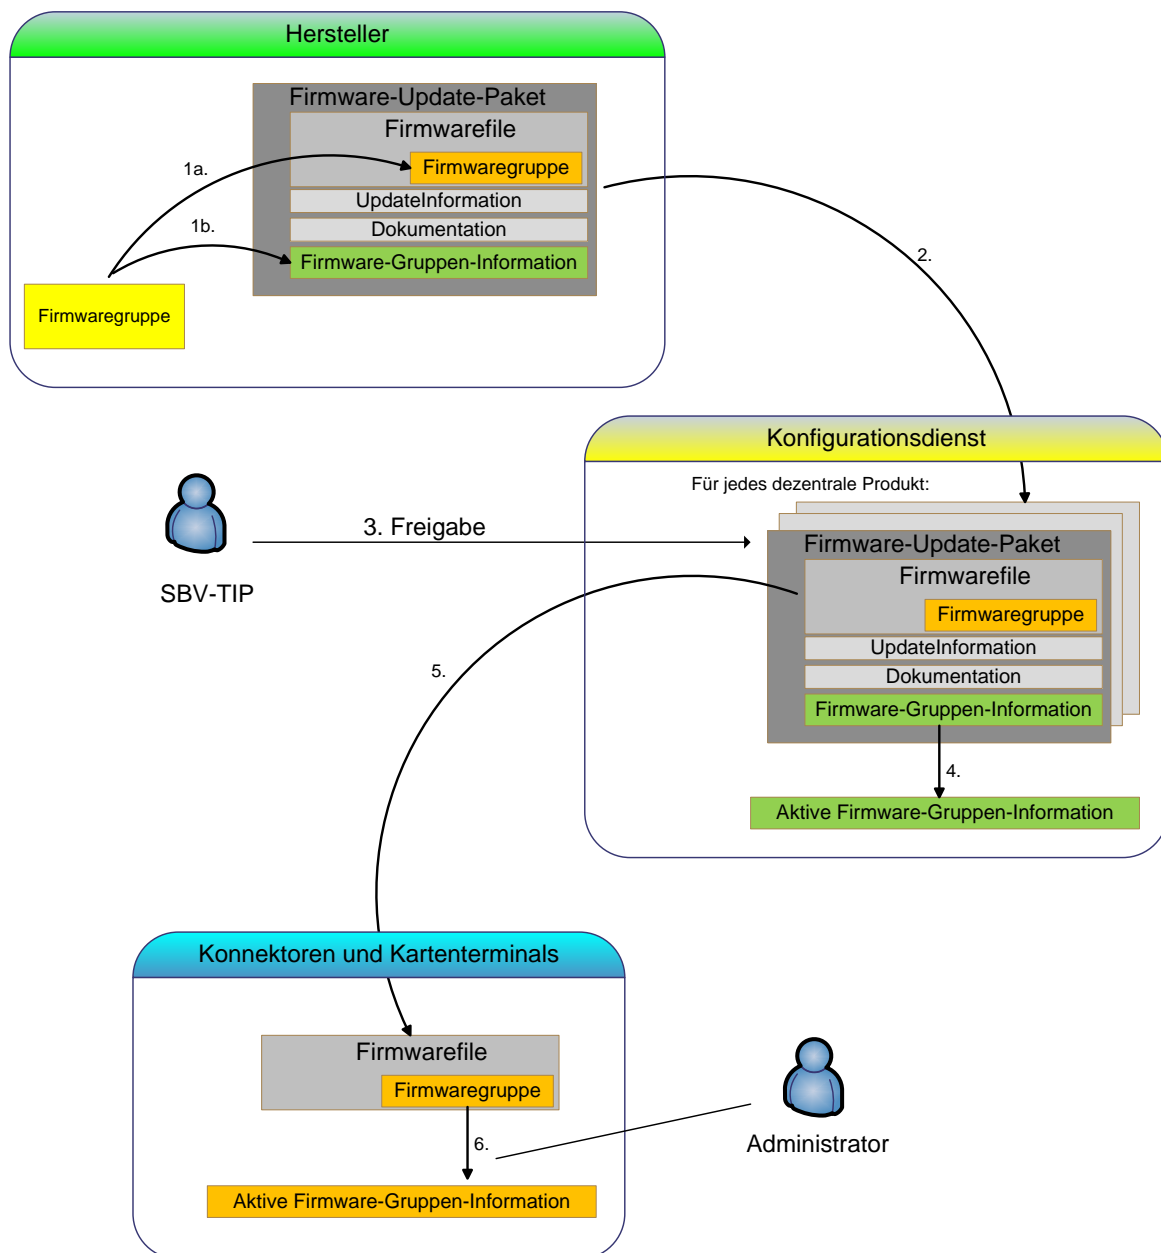 Hersteller
Firmware-Update-Paket
Firmwarefile
1a.
Firmwaregruppe
UpdateInformation
1b.
Dokumentation
Firmware-Gruppen-Information
2.
Firmwaregruppe
Konfigurationsdienst
Für jedes dezentrale Produkt:
3. Freigabe
SBV-TIP
Firmware-Update-Paket
Firmwarefile
Firmwaregruppe
UpdateInformation
5.
Dokumentation
Firmware-Gruppen-Information
4.
Aktive Firmware-Gruppen-Information
Konnektoren und Kartenterminals
Firmwarefile
Firmwaregruppe
6.
Administrator
Aktive Firmware-Gruppen-Information